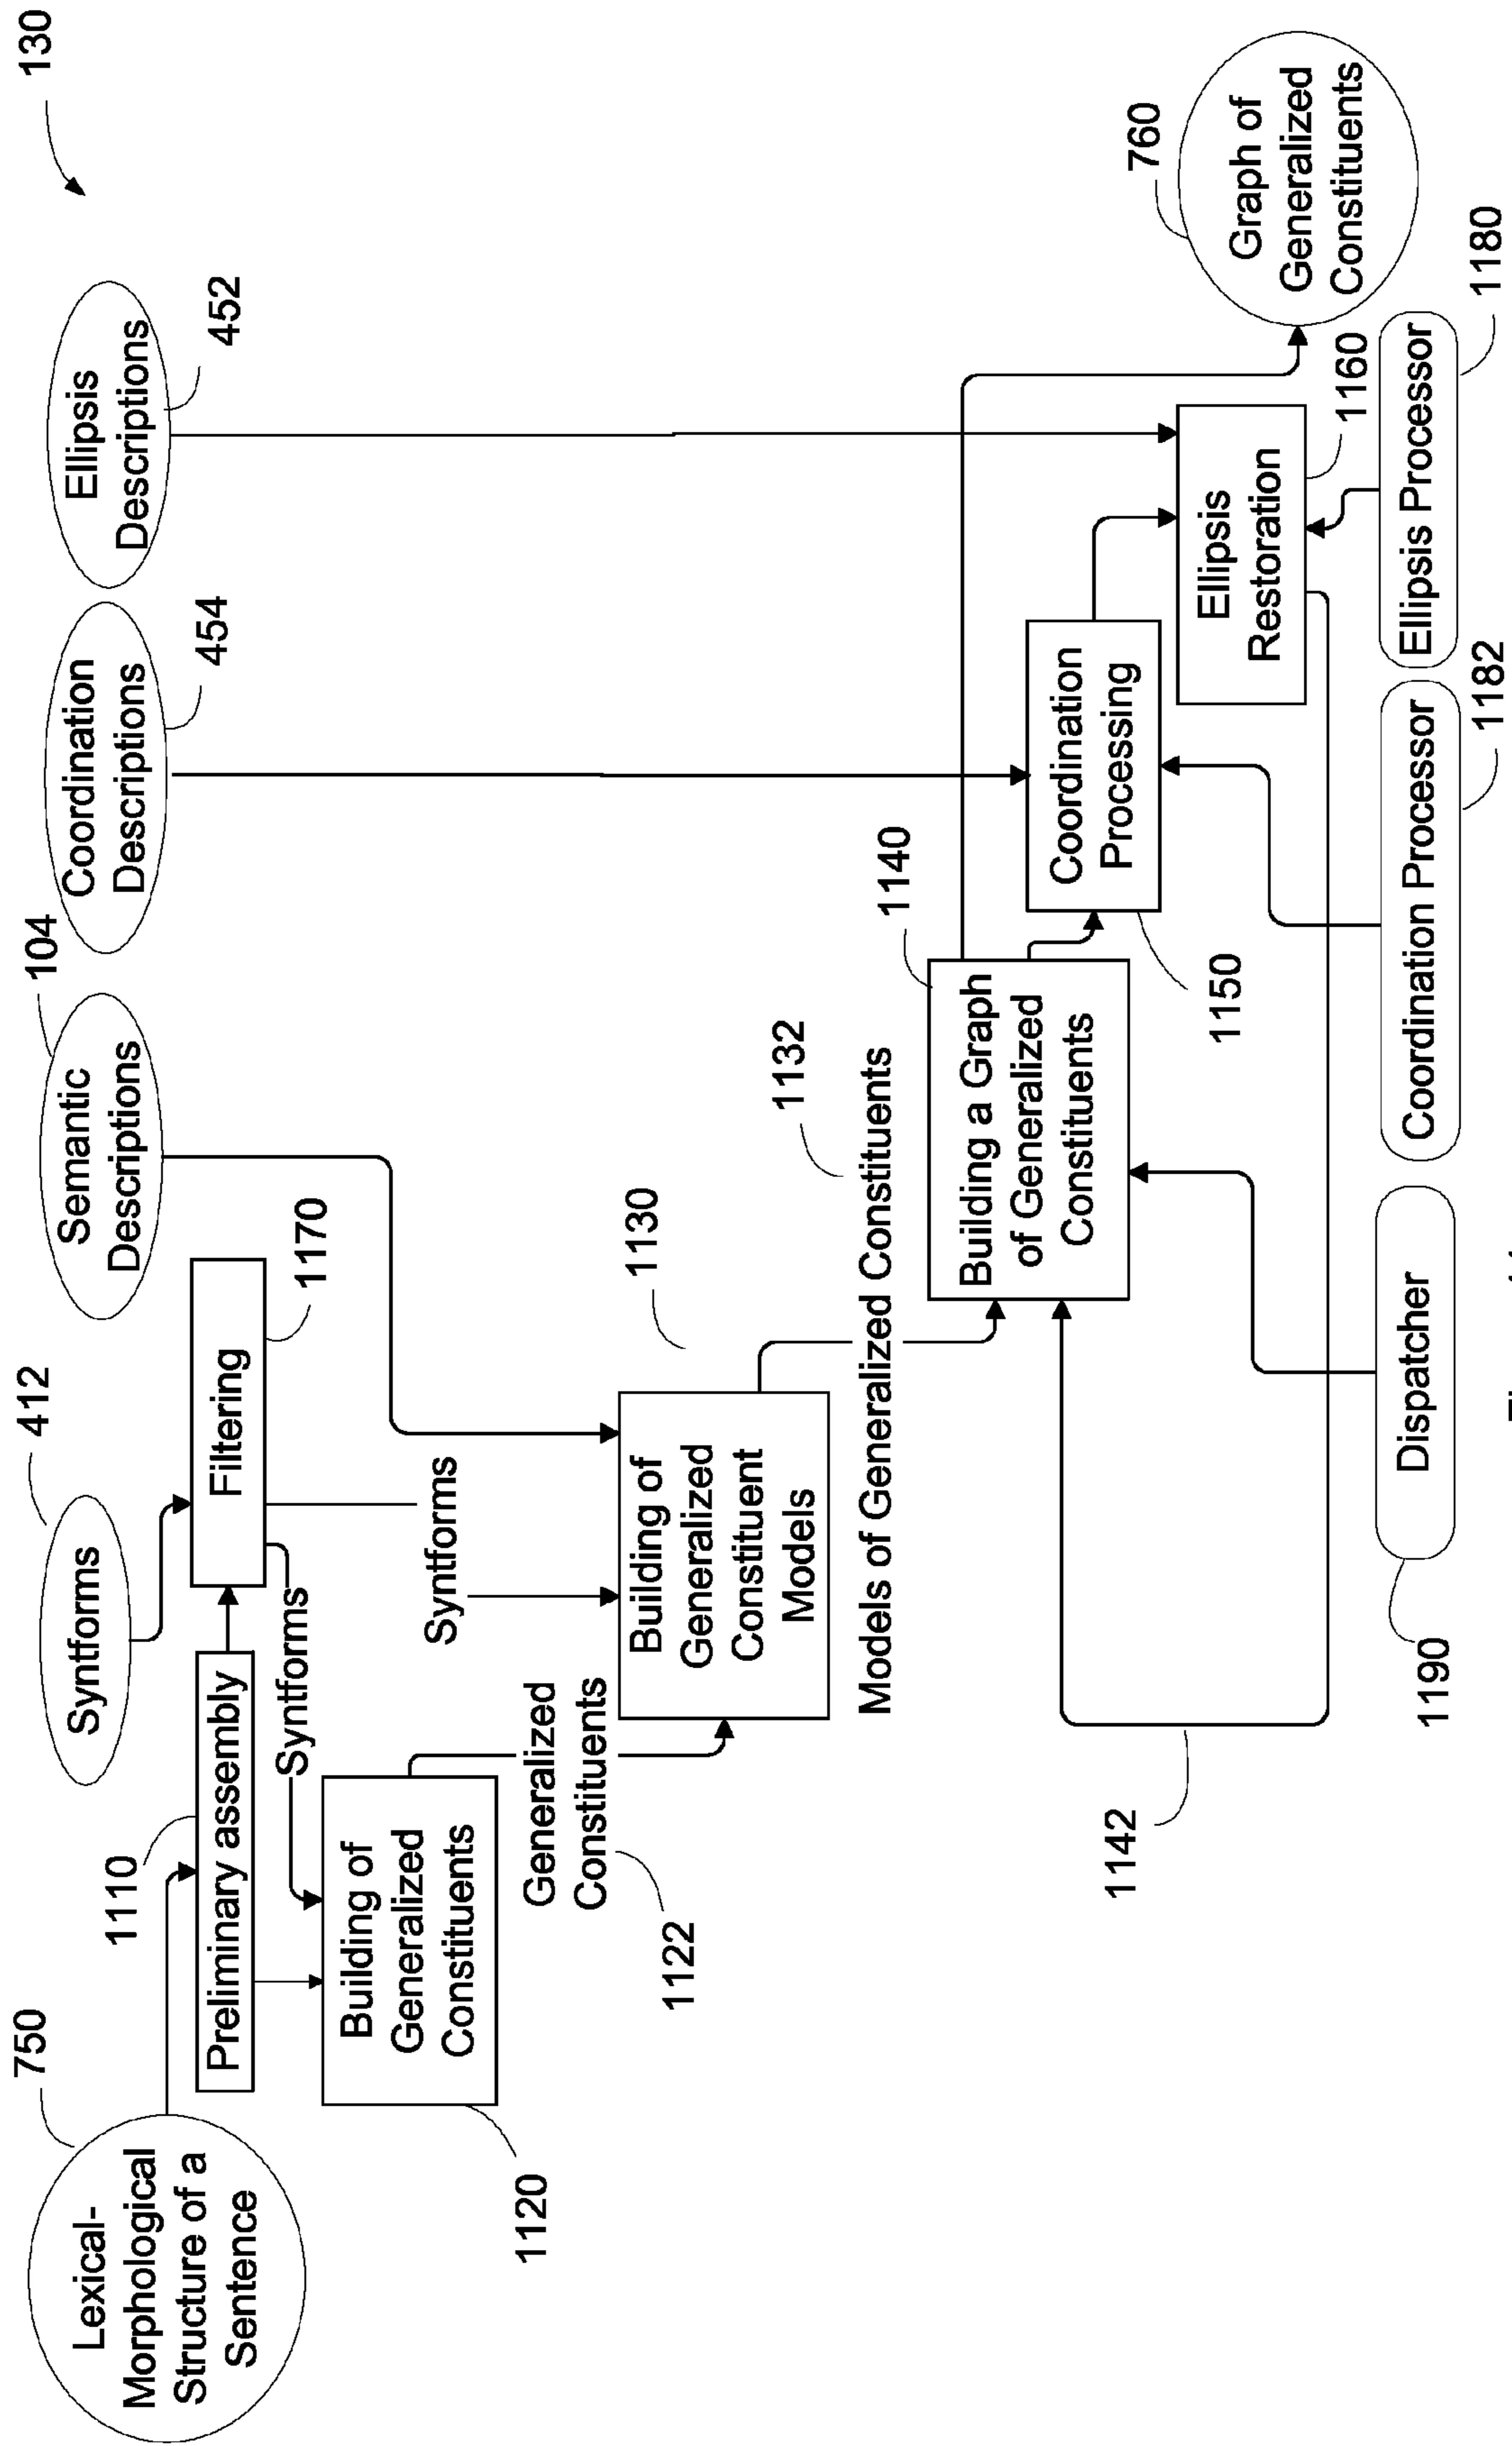 130
750
Lexical-
Morphological
Structure of a
Sentence
412
Syntforms
104
Semantic
Descriptions
Coordination
Descriptions
454
Ellipsis
Descriptions
452
1110
Preliminary assembly
Filtering
1170
Syntforms
Syntforms
Building of
Generalized
Constituents
1120
Generalized
Constituents
1122
1130
Building of
Generalized
Constituent
Models
1132
Models of Generalized Constituents
1140
Building a Graph
of Generalized
Constituents
1142
Coordination
Processing
1150
Ellipsis
Restoration
1160
760
Graph of
Generalized
Constituents
Dispatcher
1190
Coordination Processor
1182
Ellipsis Processor
1180